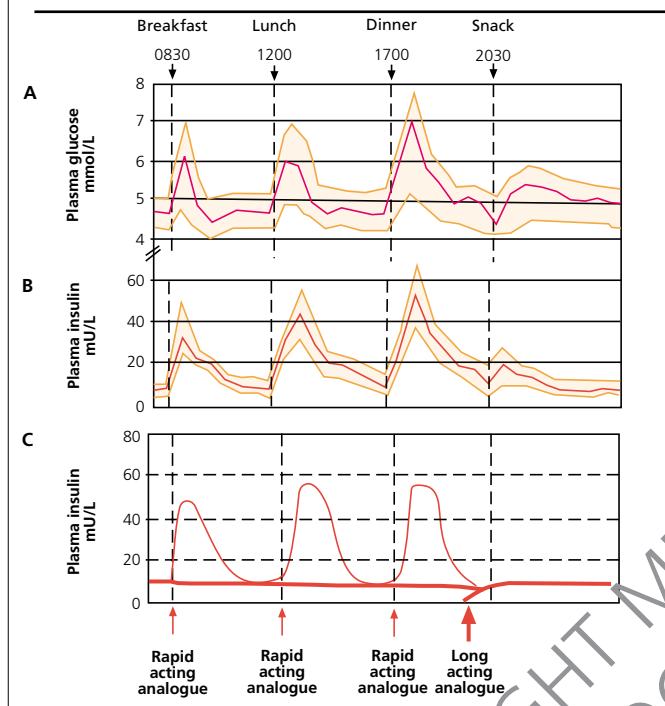 Breakfast Lunch Dinner Snack
0830 1200 1700 2030
A
Plasma glucose
mmol/L
8
7
6
5
4
B
Plasma insulin
mU/L
60
40
20
0
C
Plasma insulin
mU/L
80
60
40
20
0
Rapid acting analogue
Rapid acting analogue
Rapid acting analogue
Long acting analogue